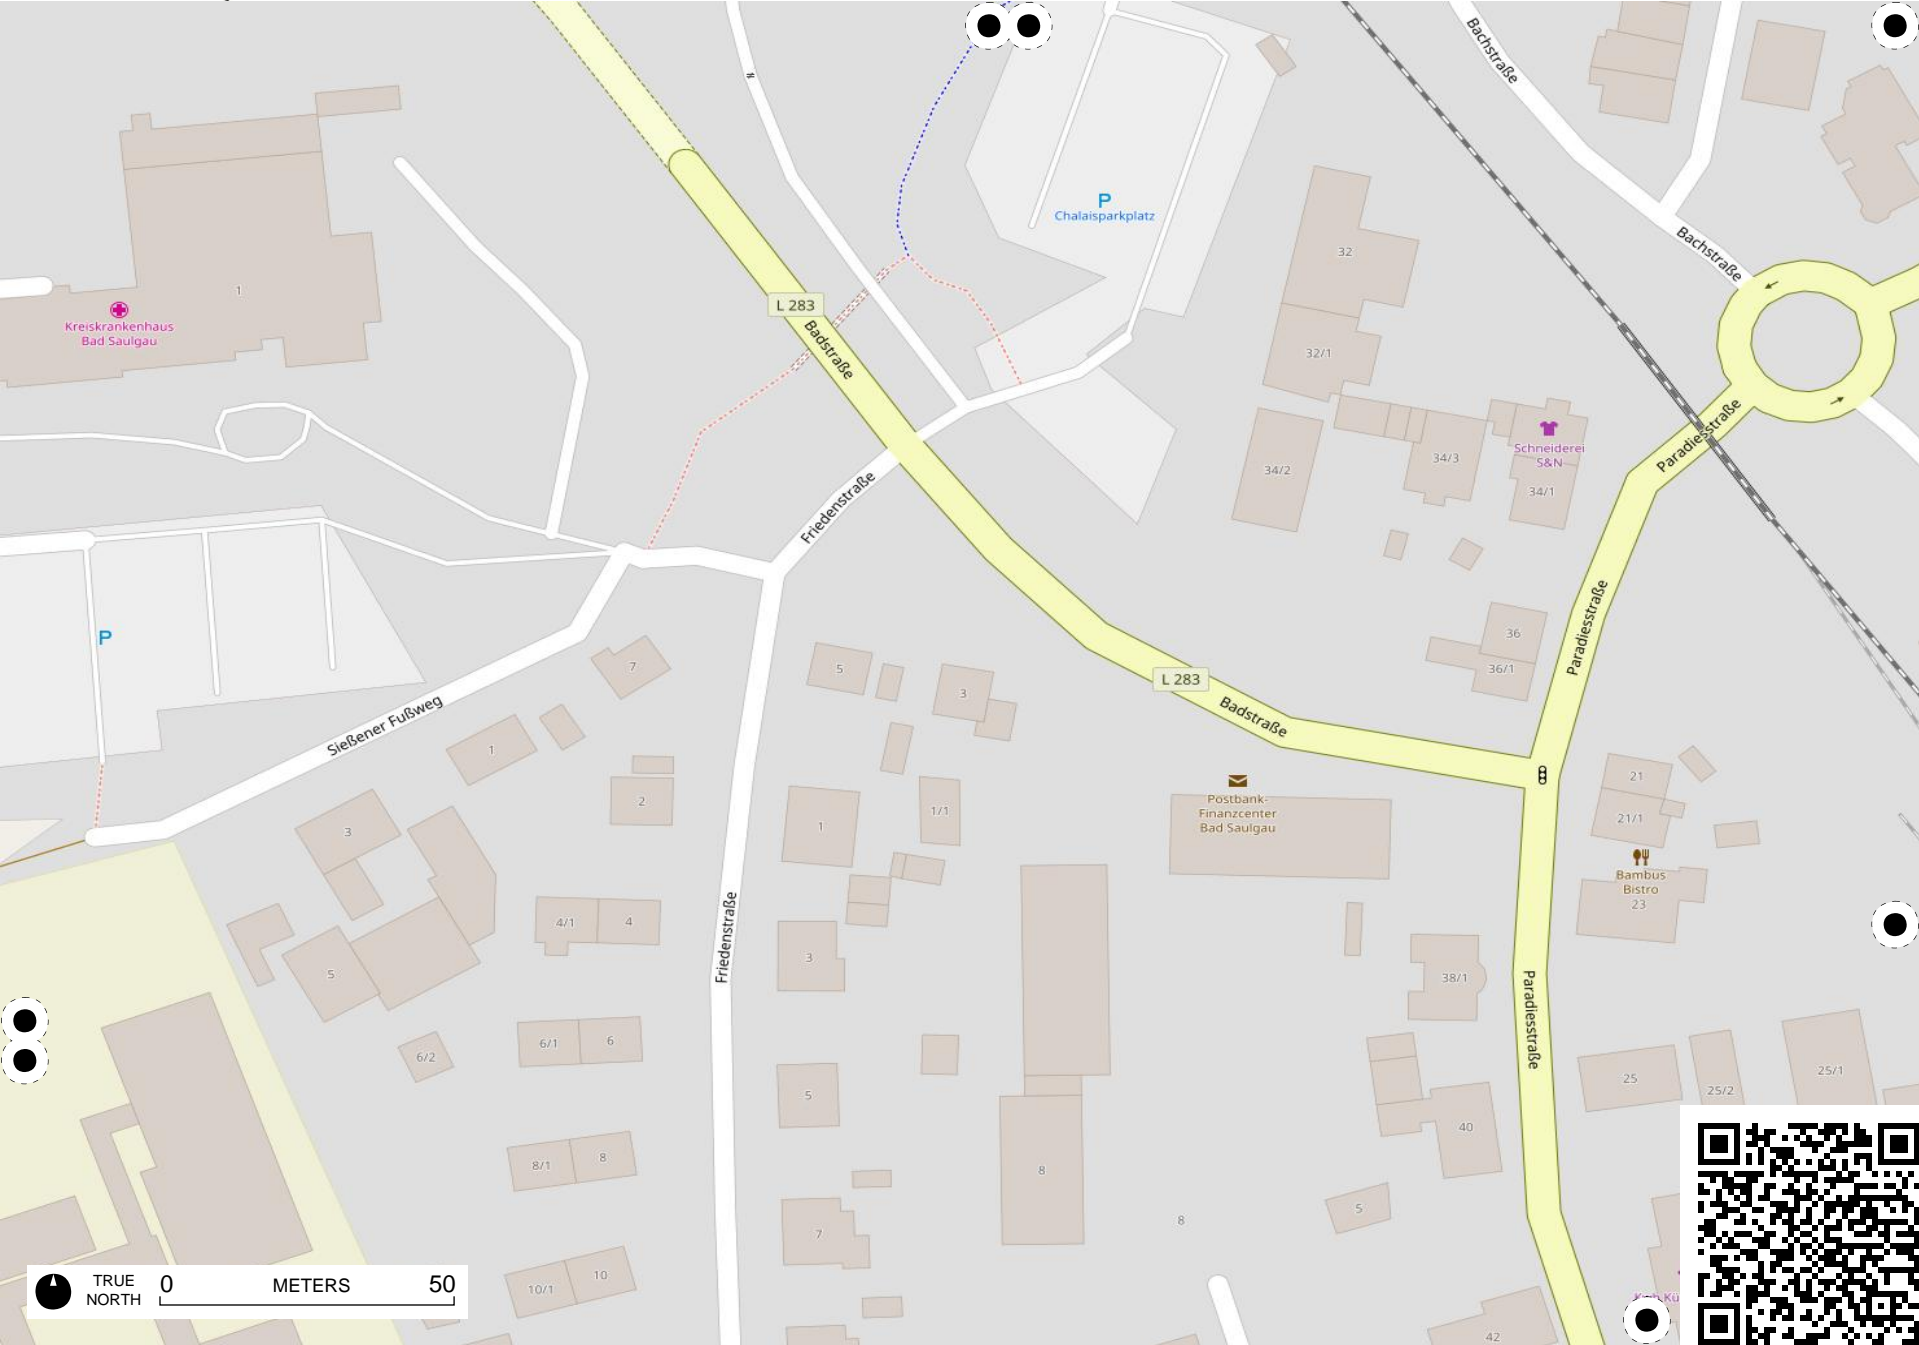 Bachstraße
P
Chalaisparkplatz
32
Bachstraße
1
Kreiskrankenhaus
Bad Saulgau
L 283
Badstraße
32/1
Paradiesstraße
Schneiderei
S&N
34/3
34/2
34/1
Friedenstraße
P
7
5
3
36
36/1
Paradiesstraße
L 283
Badstraße
Sießener Fußweg
1
2
1
1/1
3
Postbank-
Finanzcenter
Bad Saulgau
21
21/1
Bambus
Bistro
23
4/1
4
Friedenstraße
3
5
38/1
Paradiesstraße
6/2
6/1
6
5
25
25/2
25/1
40
8/1
8
8
5
7
8
10/1
10
42
TRUE
NORTH
0
METERS
50